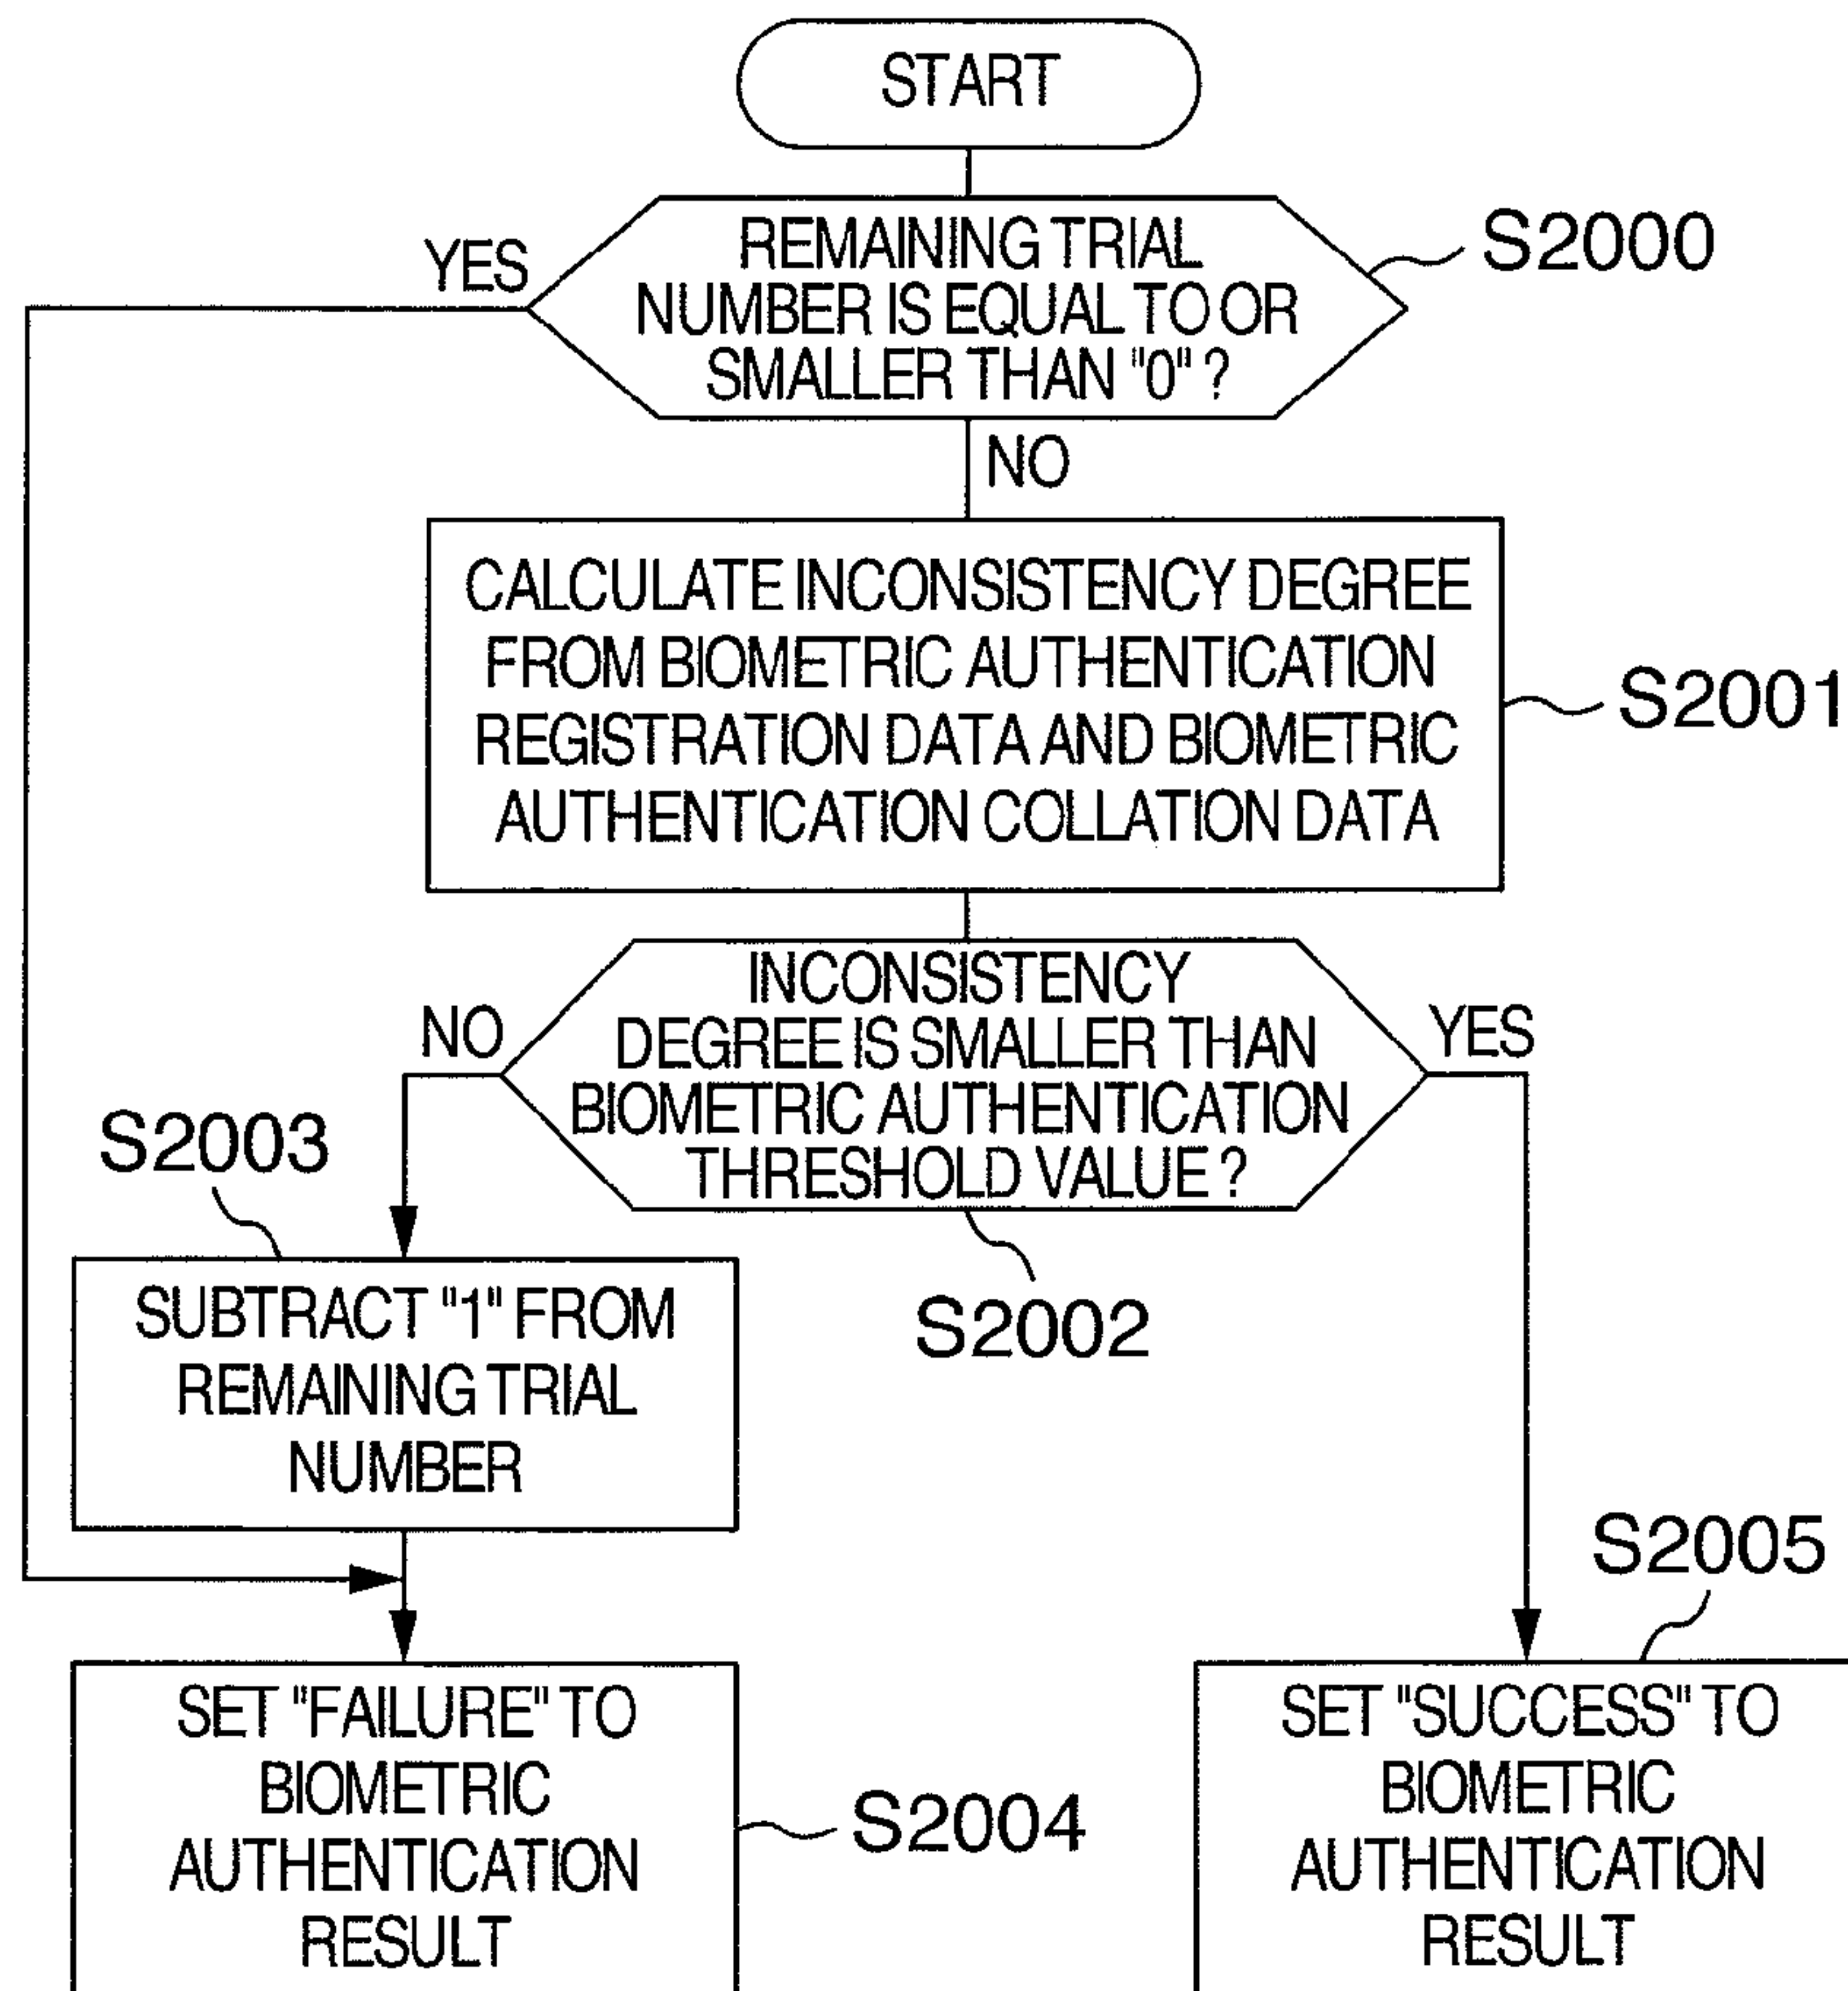 START
YES
REMAINING TRIAL
NUMBER IS EQUAL TO OR
SMALLER THAN "0" ?
S2000
NO
CALCULATE INCONSISTENCY DEGREE
FROM BIOMETRIC AUTHENTICATION
REGISTRATION DATA AND BIOMETRIC
AUTHENTICATION COLLATION DATA
S2001
NO
INCONSISTENCY
DEGREE IS SMALLER THAN
BIOMETRIC AUTHENTICATION
THRESHOLD VALUE ?
YES
S2003
S2002
SUBTRACT "1" FROM
REMAINING TRIAL
NUMBER
S2005
SET "FAILURE" TO
BIOMETRIC
AUTHENTICATION
RESULT
S2004
SET "SUCCESS" TO
BIOMETRIC
AUTHENTICATION
RESULT